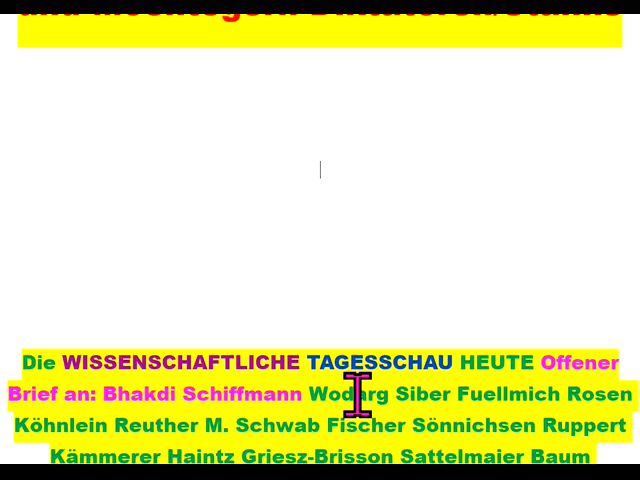 Die WISSENSCHAFTLICHE TAGESSCHAU HEUTE Offener
Brief an: Bhakdi Schiffmann Wodarg Siber Fuellmich Rosen
Köhnlein Reuther M. Schwab Fischer Sönnichsen Ruppert
Kämmerer Haintz Griesz-Brisson Sattelmaier Baum